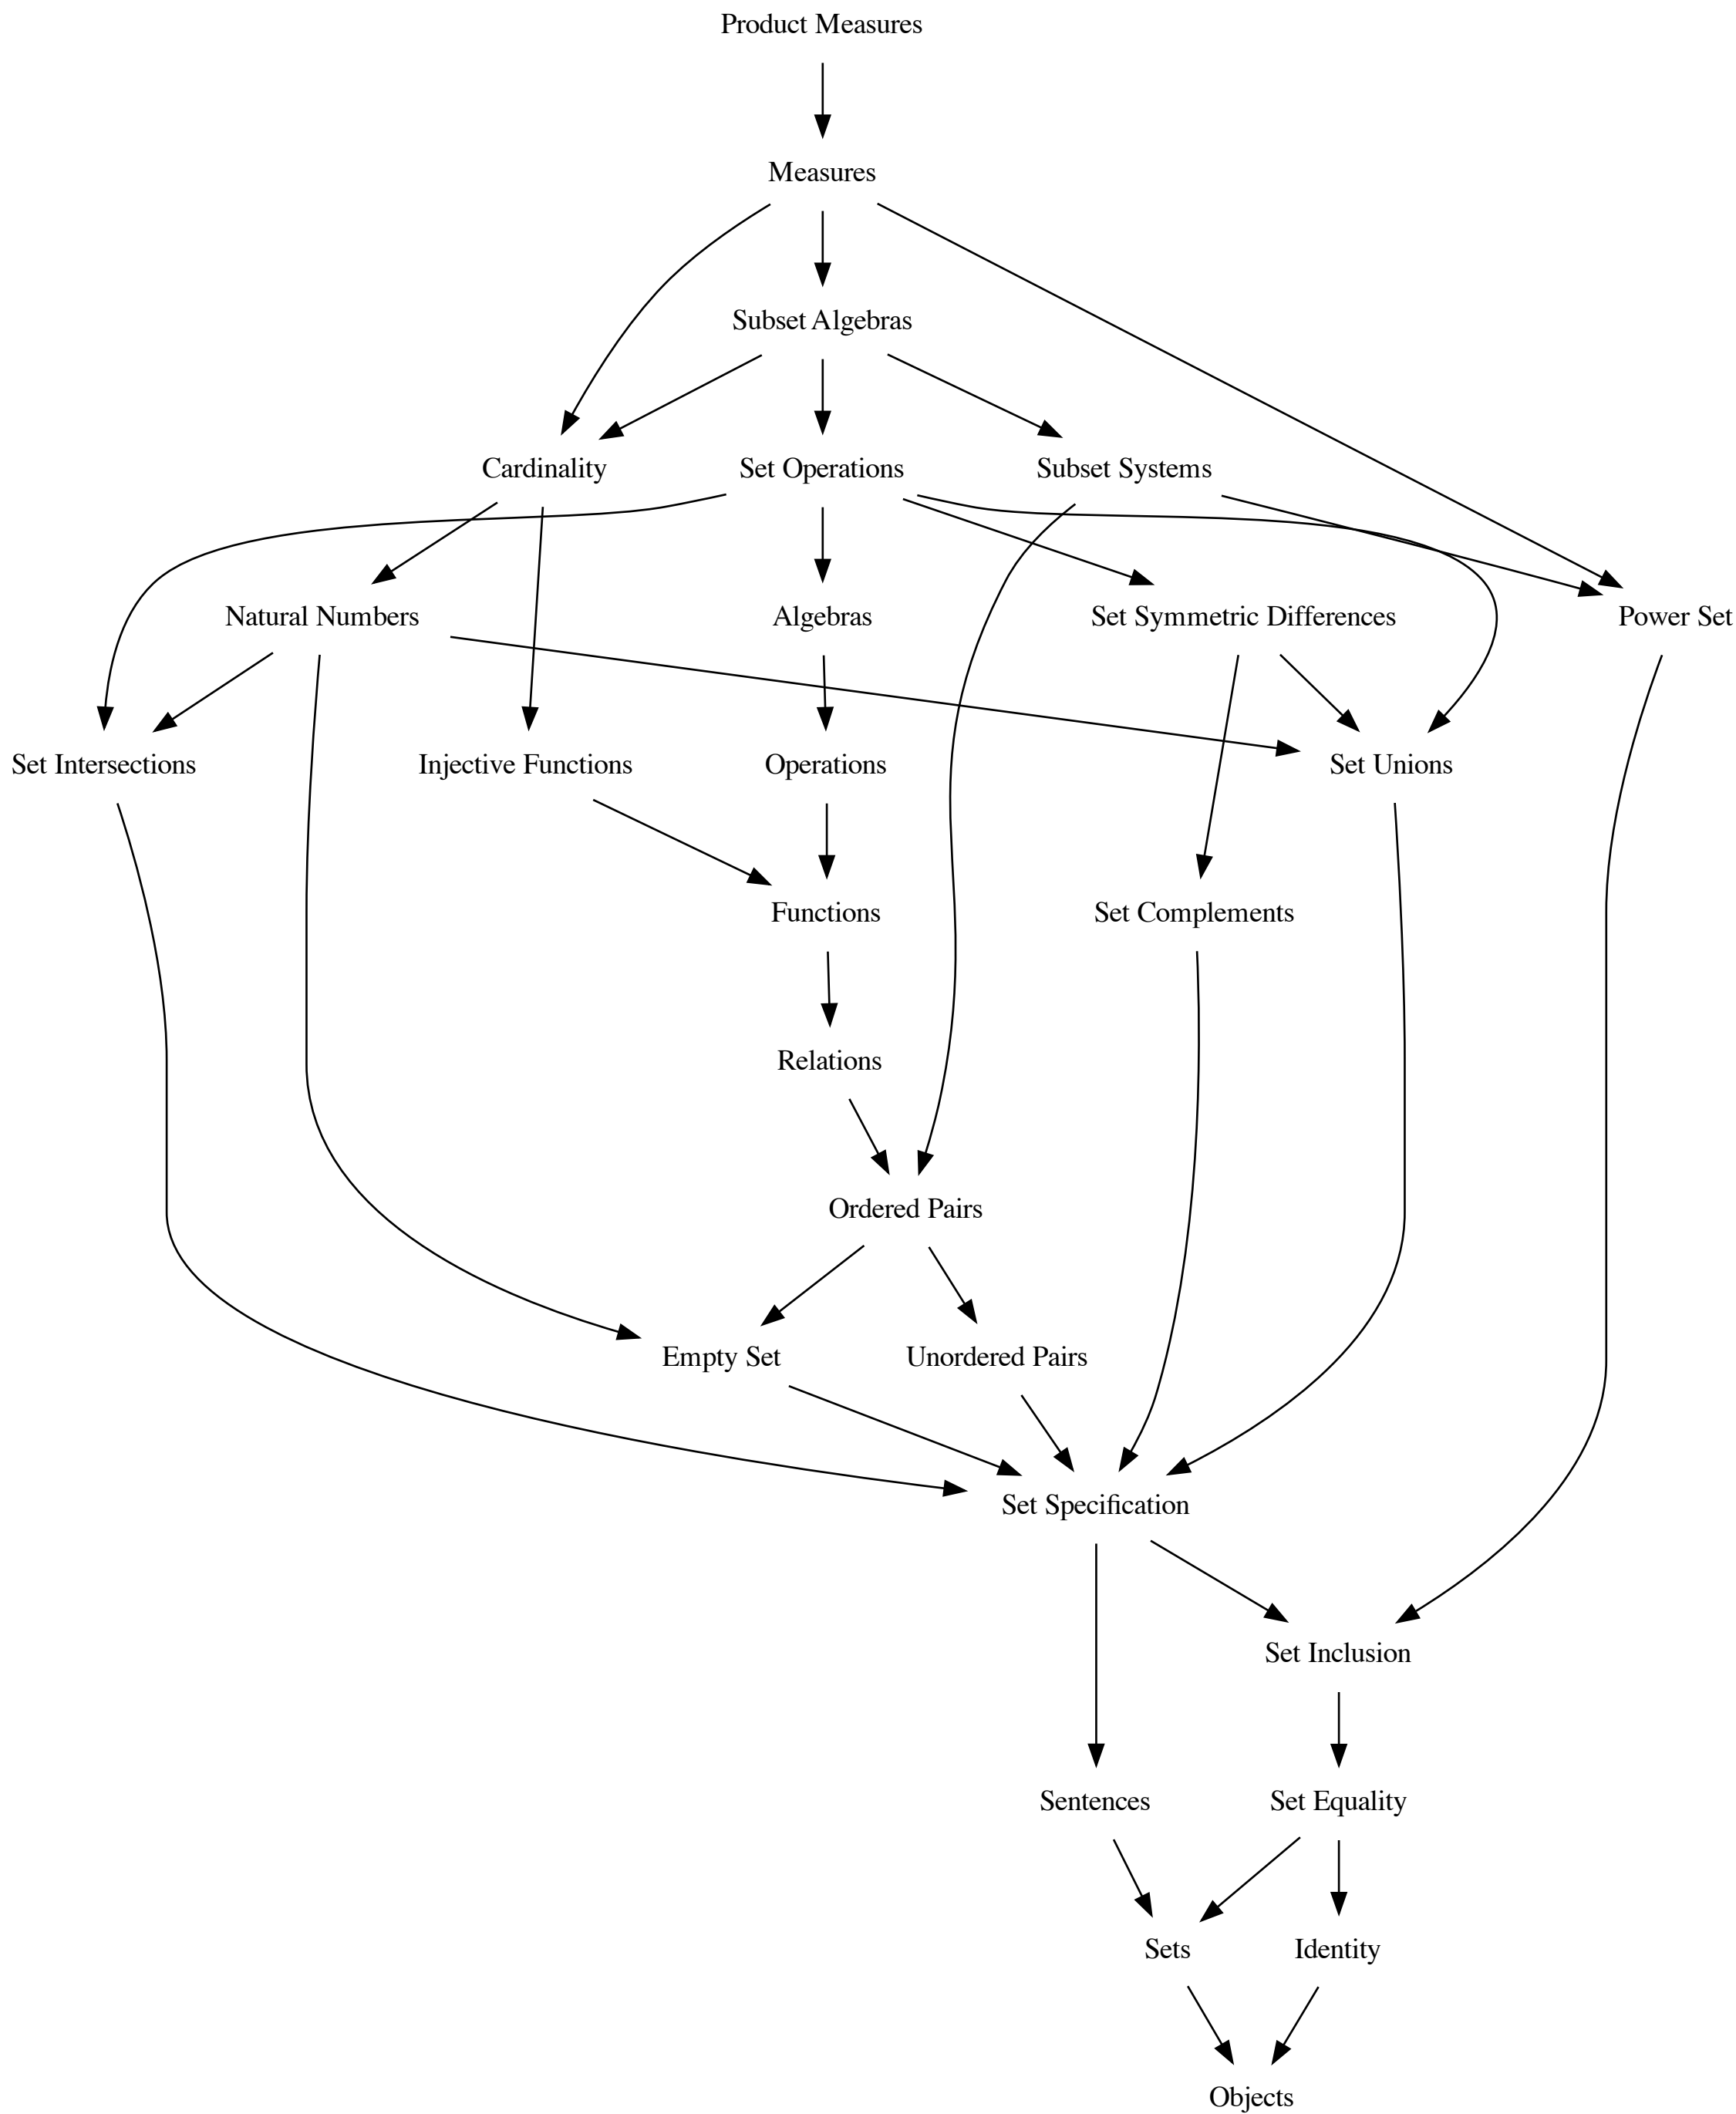 Product Measures
Measures
Subset Algebras
Cardinality
Set Operations
Subset Systems
Natural Numbers
Algebras
Set Symmetric Differences
Power Set
Set Intersections
Injective Functions
Operations
Set Unions
Functions
Set Complements
Relations
Ordered Pairs
Empty Set
Unordered Pairs
Set Specification
Set Inclusion
Sentences
Set Equality
Sets
Identity
Objects